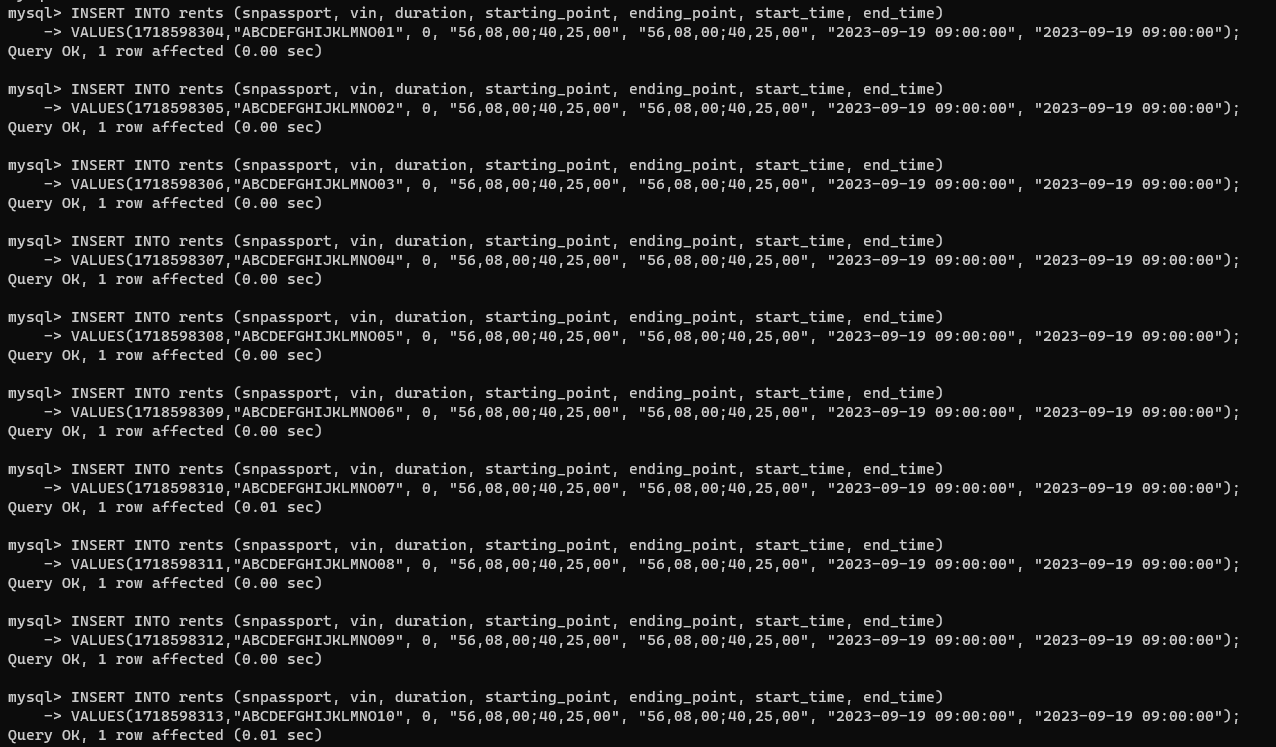 mysql> INSERT INTO rents (snpassport, vin, duration, starting_point, ending_point, start_time, end_time)
    -> VALUES(1718598304,"ABCDEFGHIJKLMNO01", 0, "56,08,00;40,25,00", "56,08,00;40,25,00", "2023-09-19 09:00:00", "2023-09-19 09:00:00");
Query OK, 1 row affected (0.00 sec)

mysql> INSERT INTO rents (snpassport, vin, duration, starting_point, ending_point, start_time, end_time)
    -> VALUES(1718598305,"ABCDEFGHIJKLMNO02", 0, "56,08,00;40,25,00", "56,08,00;40,25,00", "2023-09-19 09:00:00", "2023-09-19 09:00:00");
Query OK, 1 row affected (0.00 sec)

mysql> INSERT INTO rents (snpassport, vin, duration, starting_point, ending_point, start_time, end_time)
    -> VALUES(1718598306,"ABCDEFGHIJKLMNO03", 0, "56,08,00;40,25,00", "56,08,00;40,25,00", "2023-09-19 09:00:00", "2023-09-19 09:00:00");
Query OK, 1 row affected (0.00 sec)

mysql> INSERT INTO rents (snpassport, vin, duration, starting_point, ending_point, start_time, end_time)
    -> VALUES(1718598307,"ABCDEFGHIJKLMNO04", 0, "56,08,00;40,25,00", "56,08,00;40,25,00", "2023-09-19 09:00:00", "2023-09-19 09:00:00");
Query OK, 1 row affected (0.00 sec)

mysql> INSERT INTO rents (snpassport, vin, duration, starting_point, ending_point, start_time, end_time)
    -> VALUES(1718598308,"ABCDEFGHIJKLMNO05", 0, "56,08,00;40,25,00", "56,08,00;40,25,00", "2023-09-19 09:00:00", "2023-09-19 09:00:00");
Query OK, 1 row affected (0.00 sec)

mysql> INSERT INTO rents (snpassport, vin, duration, starting_point, ending_point, start_time, end_time)
    -> VALUES(1718598309,"ABCDEFGHIJKLMNO06", 0, "56,08,00;40,25,00", "56,08,00;40,25,00", "2023-09-19 09:00:00", "2023-09-19 09:00:00");
Query OK, 1 row affected (0.00 sec)

mysql> INSERT INTO rents (snpassport, vin, duration, starting_point, ending_point, start_time, end_time)
    -> VALUES(1718598310,"ABCDEFGHIJKLMNO07", 0, "56,08,00;40,25,00", "56,08,00;40,25,00", "2023-09-19 09:00:00", "2023-09-19 09:00:00");
Query OK, 1 row affected (0.01 sec)

mysql> INSERT INTO rents (snpassport, vin, duration, starting_point, ending_point, start_time, end_time)
    -> VALUES(1718598311,"ABCDEFGHIJKLMNO08", 0, "56,08,00;40,25,00", "56,08,00;40,25,00", "2023-09-19 09:00:00", "2023-09-19 09:00:00");
Query OK, 1 row affected (0.00 sec)

mysql> INSERT INTO rents (snpassport, vin, duration, starting_point, ending_point, start_time, end_time)
    -> VALUES(1718598312,"ABCDEFGHIJKLMNO09", 0, "56,08,00;40,25,00", "56,08,00;40,25,00", "2023-09-19 09:00:00", "2023-09-19 09:00:00");
Query OK, 1 row affected (0.00 sec)

mysql> INSERT INTO rents (snpassport, vin, duration, starting_point, ending_point, start_time, end_time)
    -> VALUES(1718598313,"ABCDEFGHIJKLMNO10", 0, "56,08,00;40,25,00", "56,08,00;40,25,00", "2023-09-19 09:00:00", "2023-09-19 09:00:00");
Query OK, 1 row affected (0.01 sec)